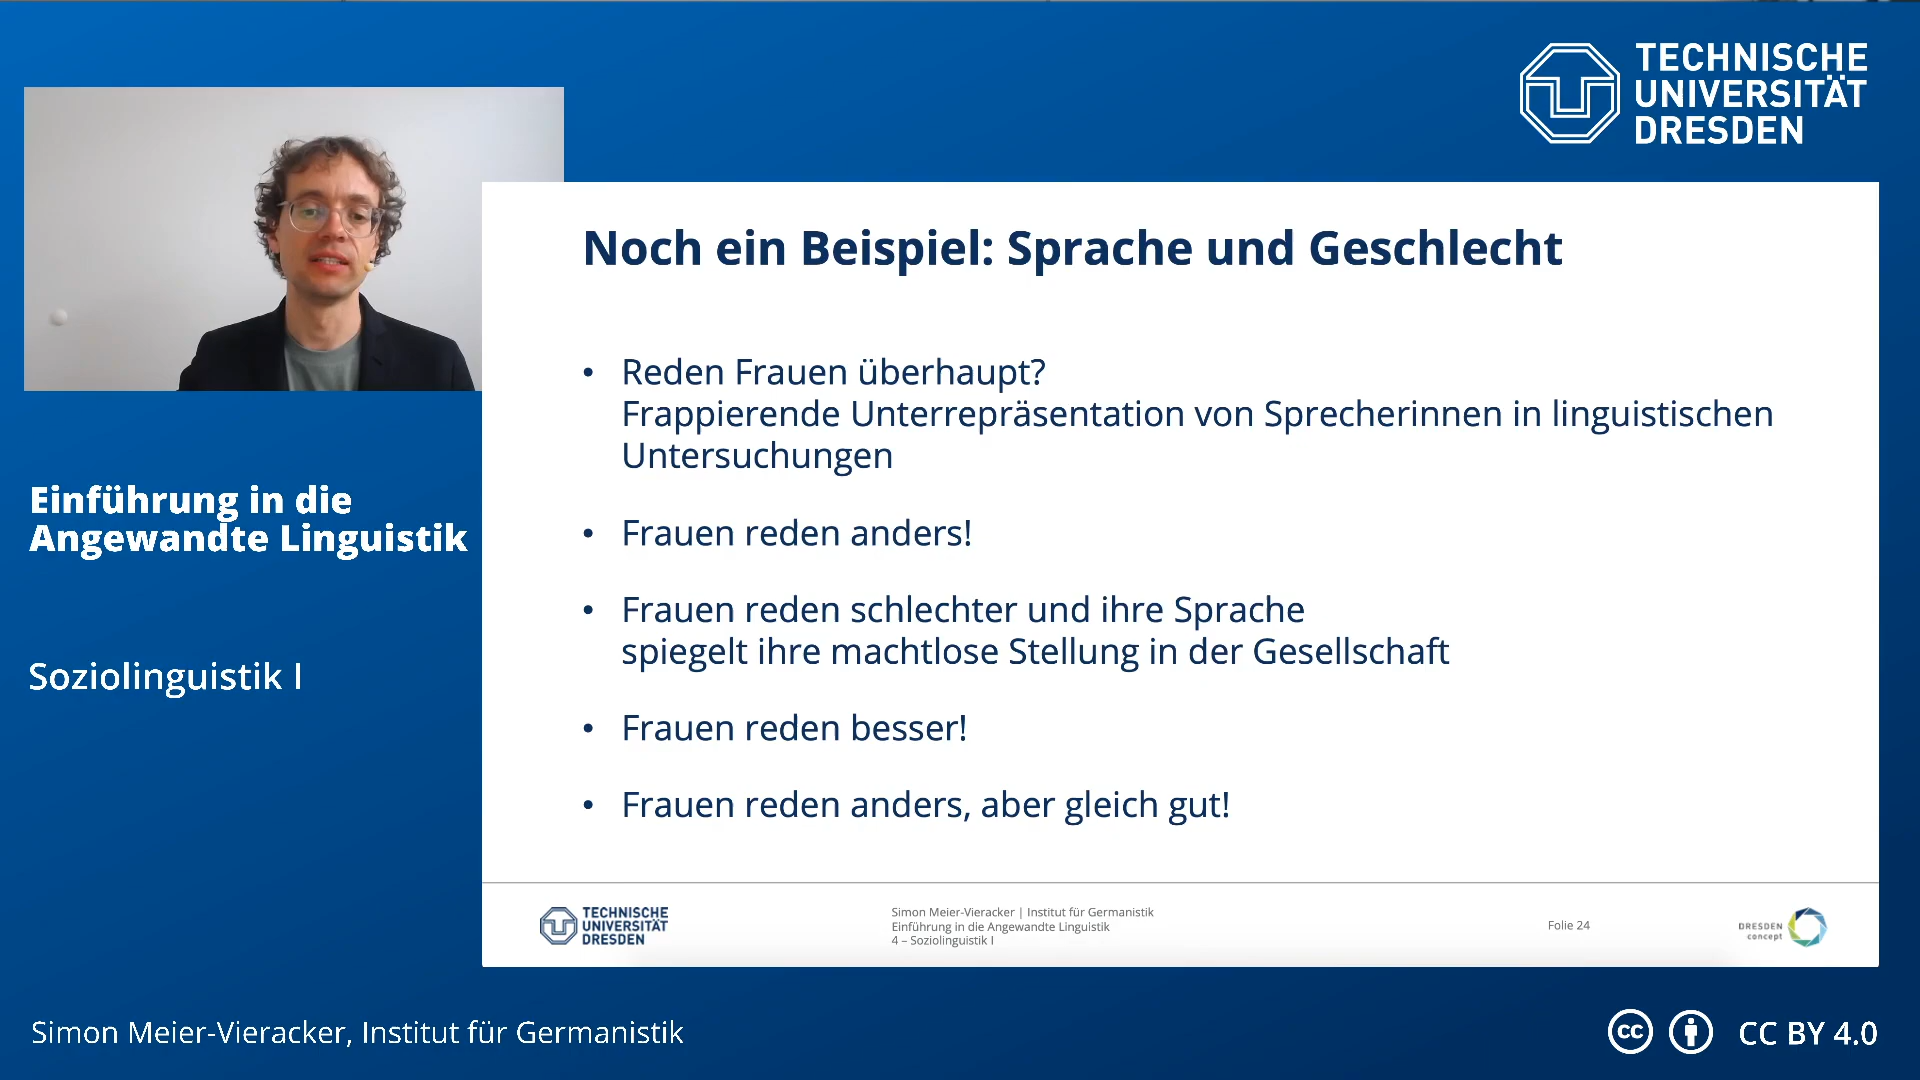 TECHNISCHE
UNIVERSITÄT
DRESDEN
Noch ein Beispiel: Sprache und Geschlecht
• Reden Frauen überhaupt?
Frappierende Unterrepräsentation von Sprecherinnen in linguistischen
Untersuchungen
• Frauen reden anders!
• Frauen reden schlechter und ihre Sprache
spiegelt ihre machtlose Stellung in der Gesellschaft
• Frauen reden besser!
• Frauen reden anders, aber gleich gut!
Einführung in die
Angewandte Linguistik
Soziolinguistik I
TECHNISCHE
UNIVERSITÄT
DRESDEN
Simon Meier-Vieracker | Institut für Germanistik
Einführung in die Angewandte Linguistik
4 – Soziolinguistik I
Folie 24
DRESDEN
concept
Simon Meier-Vieracker, Institut für Germanistik
cc
CC BY 4.0